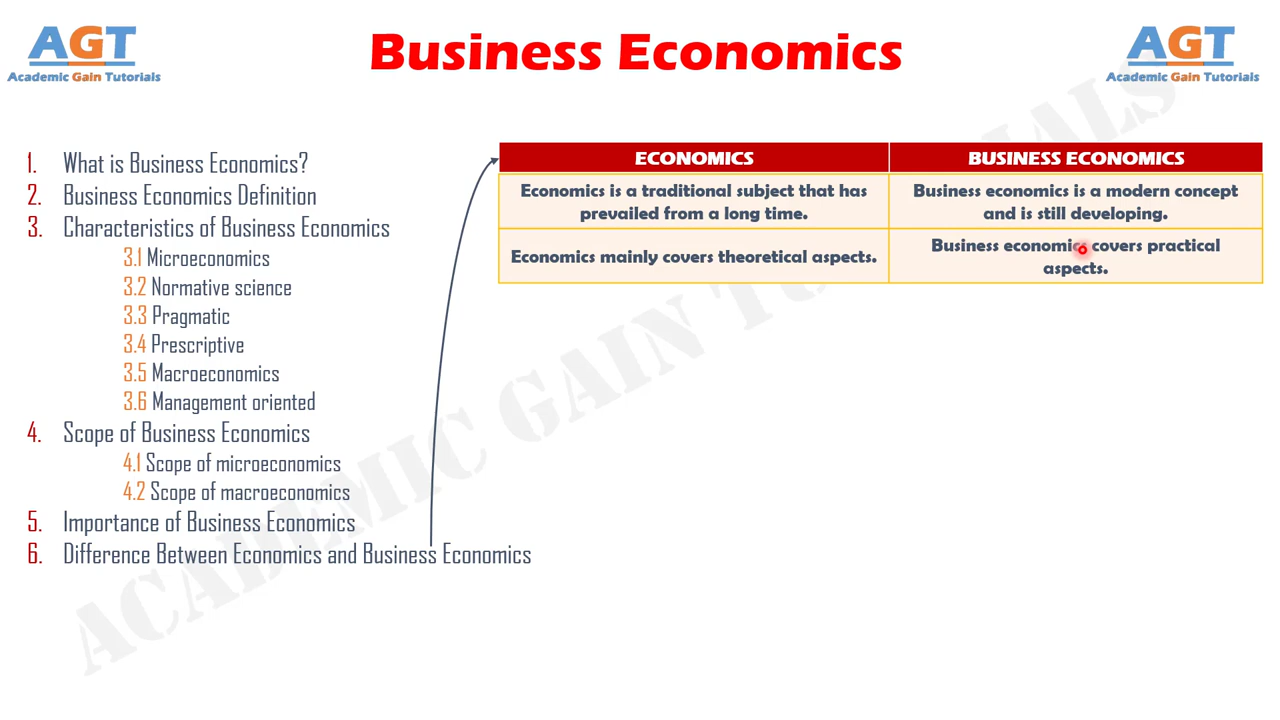 AGT
Academic Gain Tutorials
Business Economics
AGT
Academic Gain Tutorials
1. What is Business Economics?
2. Business Economics Definition
3. Characteristics of Business Economics
3.1 Microeconomics
3.2 Normative science
3.3 Pragmatic
3.4 Prescriptive
3.5 Macroeconomics
3.6 Management oriented
4. Scope of Business Economics
4.1 Scope of microeconomics
4.2 Scope of macroeconomics
5. Importance of Business Economics
6. Difference Between Economics and Business Economics
ECONOMICS
BUSINESS ECONOMICS
Economics is a traditional subject that has
prevailed from a long time.
Business economics is a modern concept
and is still developing.
Economics mainly covers theoretical aspects.
Business economics covers practical
aspects.
ACADEMIC GAIN TUTORIALS